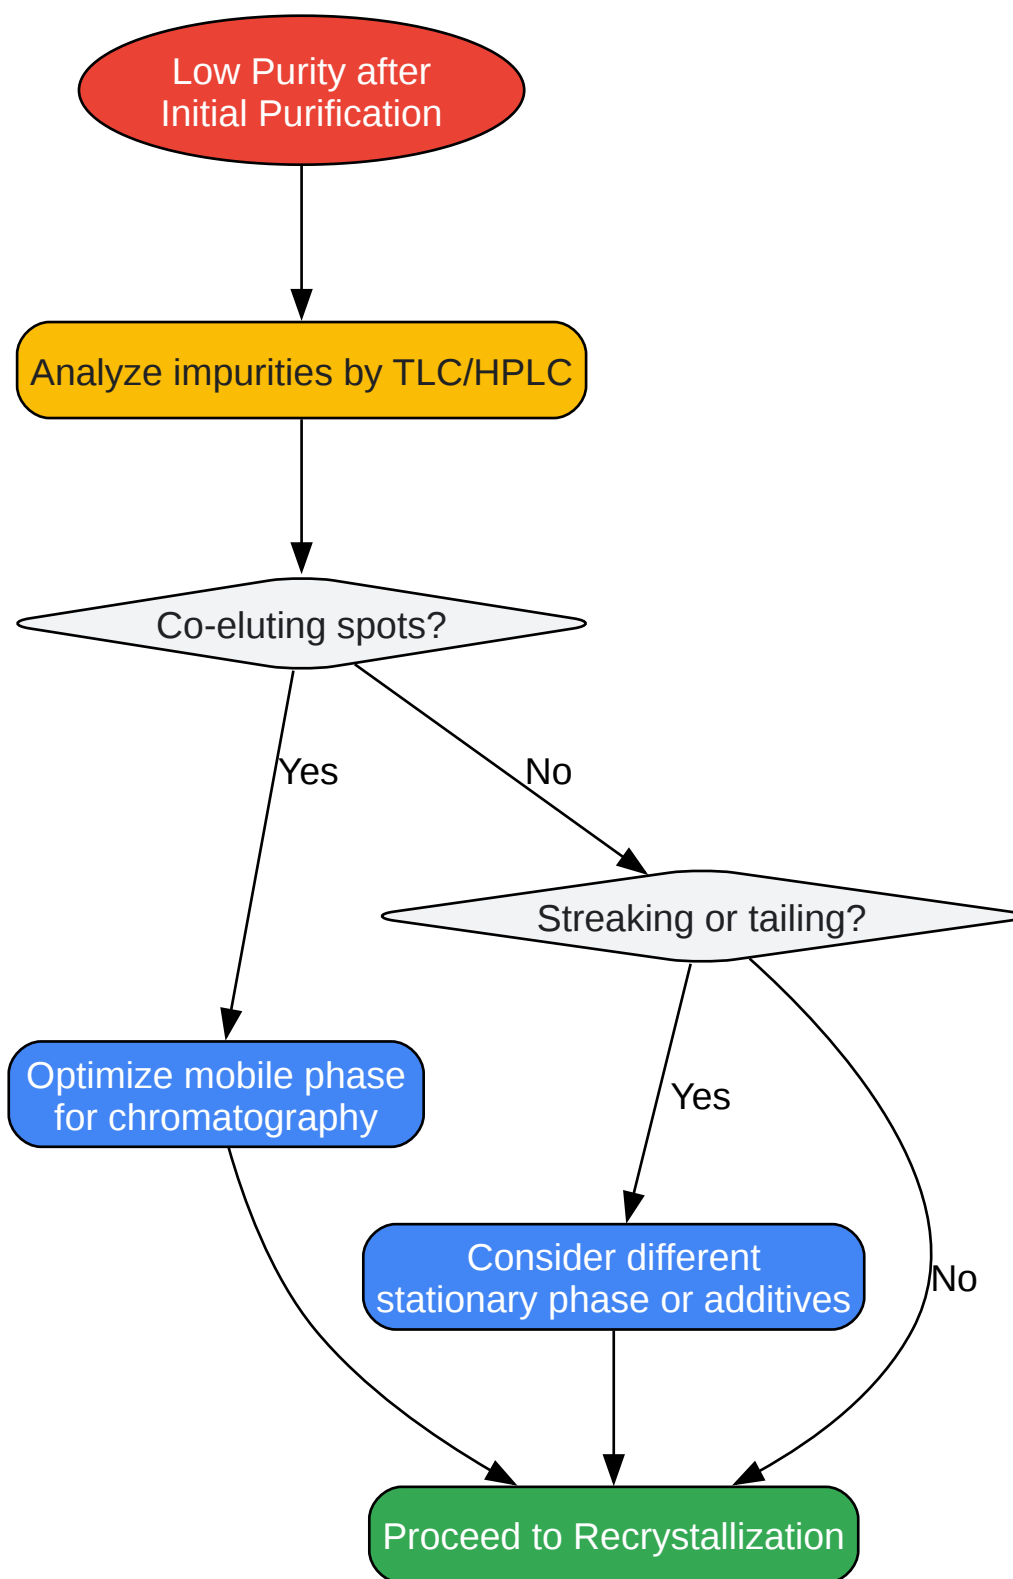 Low Purity after
Initial Purification
Analyze impurities by TLC/HPLC
Co-eluting spots?
Yes
No
Streaking or tailing?
Optimize mobile phase
for chromatography
Yes
Consider different
stationary phase or additives
No
Proceed to Recrystallization